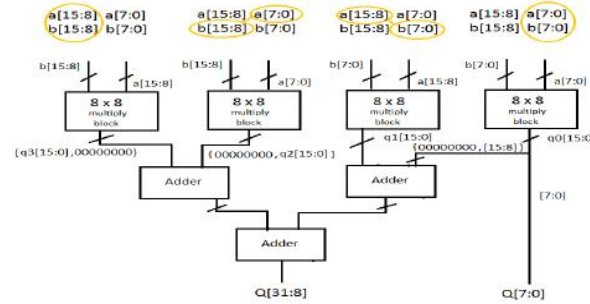 a[15:8] a[7:0] a[15:8] a[7:0] a[15:8] a[7:0] a[15:8] a[7:0]
b[15:8] b[7:0] b[15:8] b[7:0] b[15:8] b[7:0] b[15:8] b[7:0]
b[15:8] b[15:8] b[7:0] b[7:0]
a[15:8] a[7:0] a[15:8] a[7:0]
8 x 8 8 x 8 8 x 8 8 x 8
multiply multiply multiply multiply
block block block block
q1[15:0] q0[15:0]
{q3[15:0],00000000} {00000000,q2[15:0]} {00000000,[15:8]}
Adder Adder
[7:0]
Adder
Q[31:8] Q[7:0]